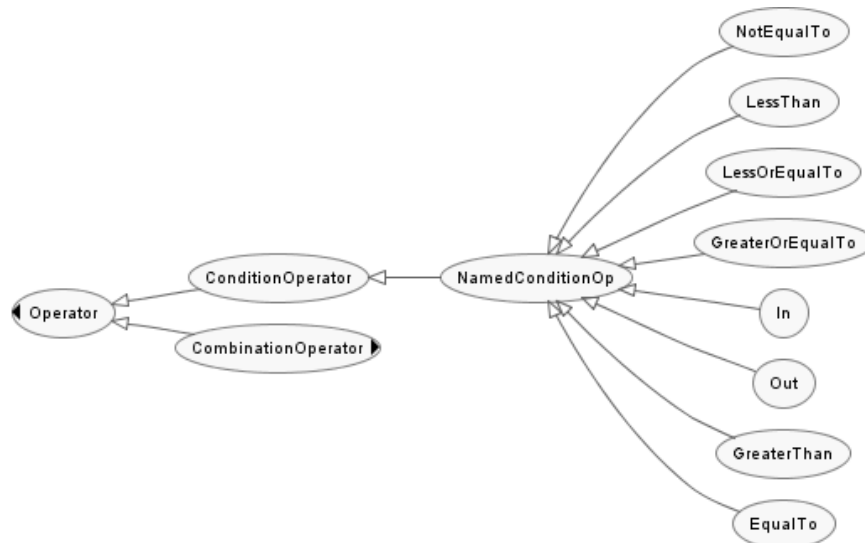 NotEqualTo
LessThan
LessOrEqualTo
GreaterOrEqualTo
ConditionOperator
NamedConditionOp
Operator
In
CombinationOperator
Out
GreaterThan
EqualTo